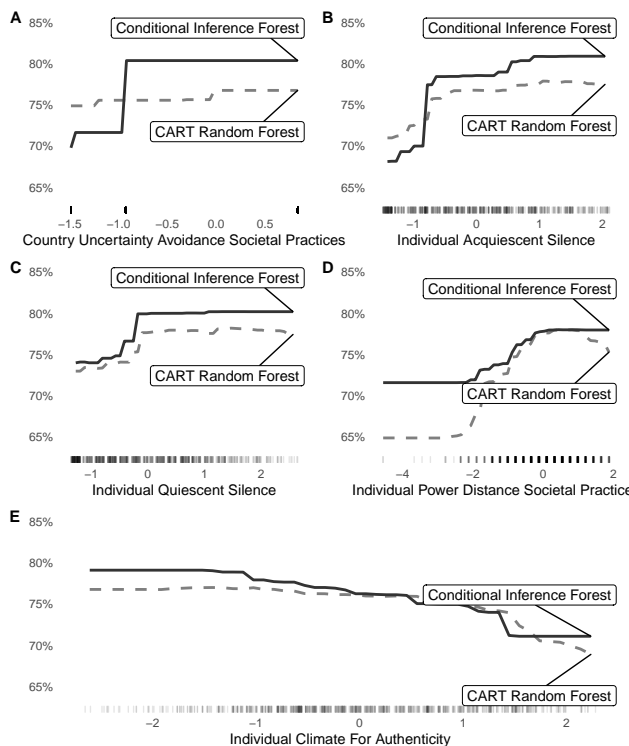 A
85%
80%
75%
70%
65%
Conditional Inference Forest
CART Random Forest
−1.5 −1.0 −0.5 0.0 0.5
Country Uncertainty Avoidance Societal Practices
B
85%
80%
75%
70%
65%
Conditional Inference Forest
CART Random Forest
−1 0 1 2
Individual Acquiescent Silence
C
85%
80%
75%
70%
65%
Conditional Inference Forest
CART Random Forest
−1 0 1 2
Individual Quiescent Silence
D
85%
80%
75%
70%
65%
Conditional Inference Forest
CART Random Forest
−4 −2 0 2
Individual Power Distance Societal Practice
E
85%
80%
75%
70%
65%
Conditional Inference Forest
CART Random Forest
−2 −1 0 1 2
Individual Climate For Authenticity